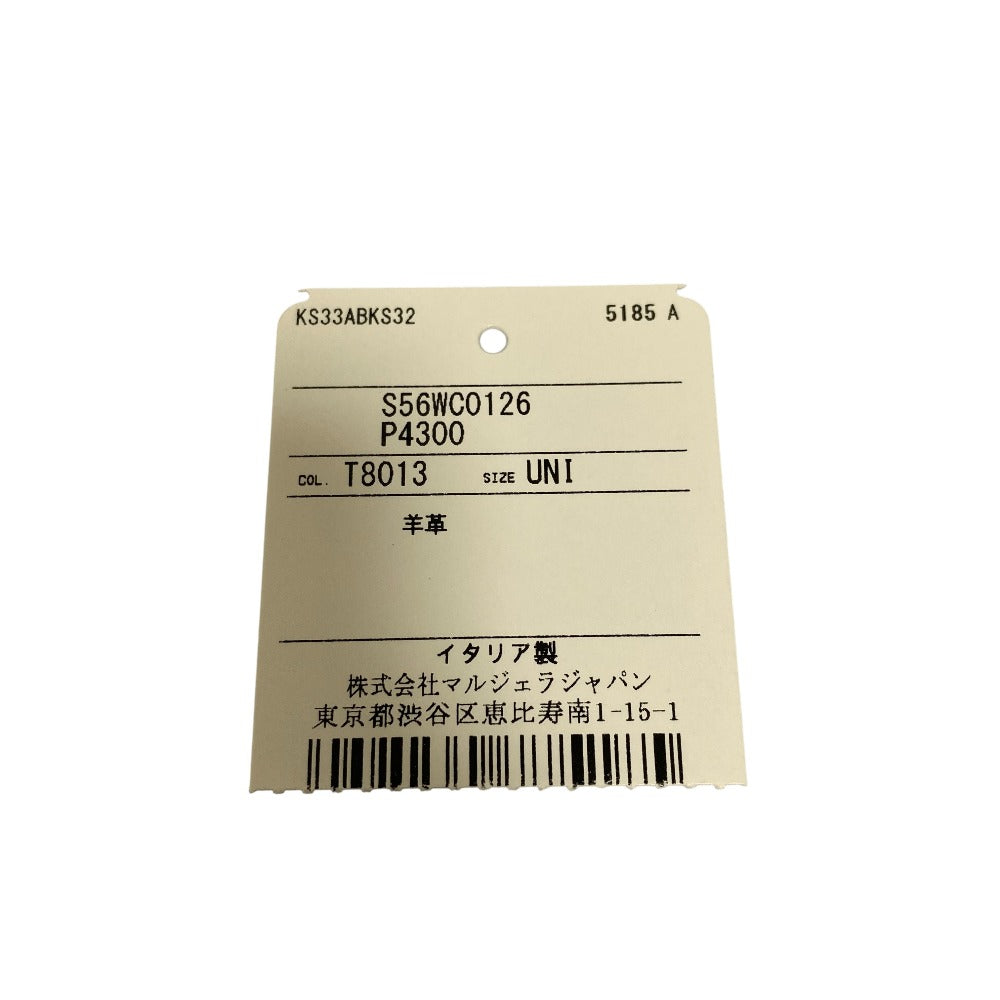 KS33ABKS32 5185 A
S56WC0126
P4300
COL. T8013 SIZE UNI
羊革
イタリア製
株式会社マルジェラジャパン
東京都渋谷区恵比寿南1-15-1